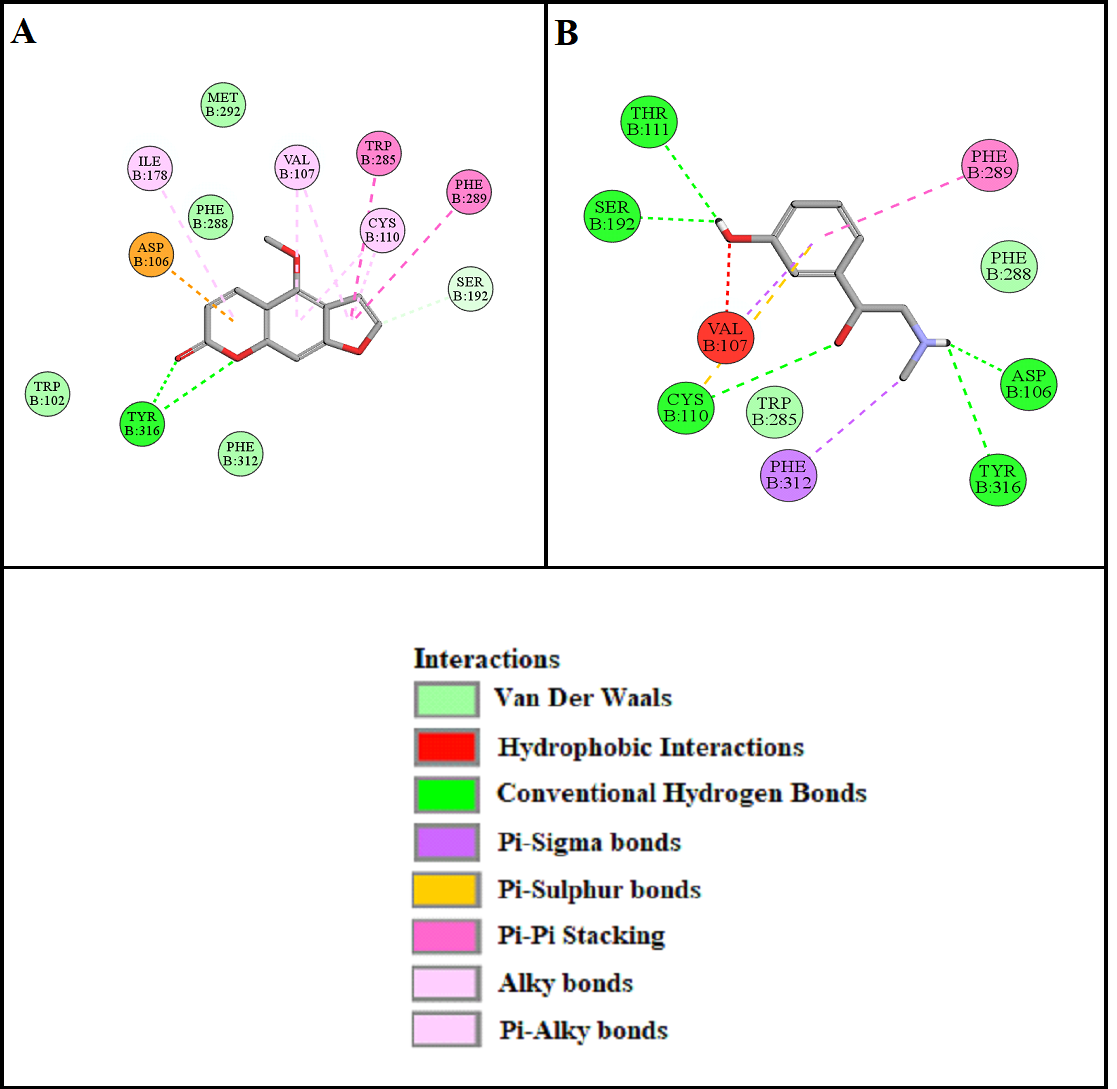 A
MET
B:292
ILE
B:178
VAL
B:107
TRP
B:285
PHE
B:289
PHE
B:288
CYS
B:110
ASP
B:106
SER
B:192
TRP
B:102
TYR
B:316
PHE
B:312
B
THR
B:111
PHE
B:289
SER
B:192
PHE
B:288
VAL
B:107
ASP
B:106
CYS
B:110
TRP
B:285
PHE
B:312
TYR
B:316
Interactions
Van Der Waals
Hydrophobic Interactions
Conventional Hydrogen Bonds
Pi-Sigma bonds
Pi-Sulphur bonds
Pi-Pi Stacking
Alky bonds
Pi-Alky bonds